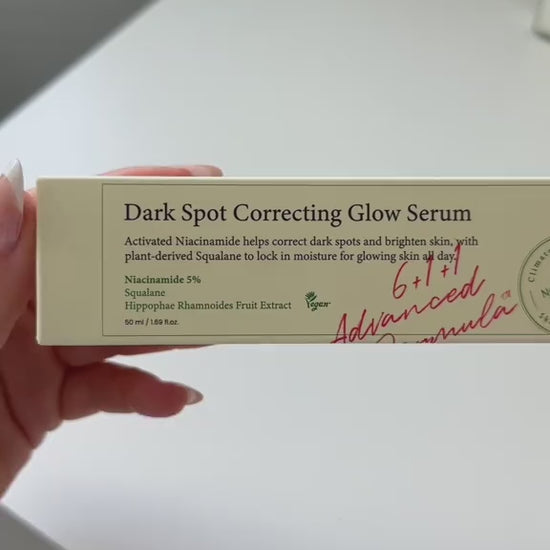 Dark Spot Correcting Glow Serum
Activated Niacinamide helps correct dark spots and brighten skin, with
plant-derived Squalane to lock in moisture for glowing skin all day.
Niacinamide 5%
Squalane
Hippophae Rhamnoides Fruit Extract
Vegan
50 ml / 1.69 fl.oz.
6+1+1
Advanced
Formula